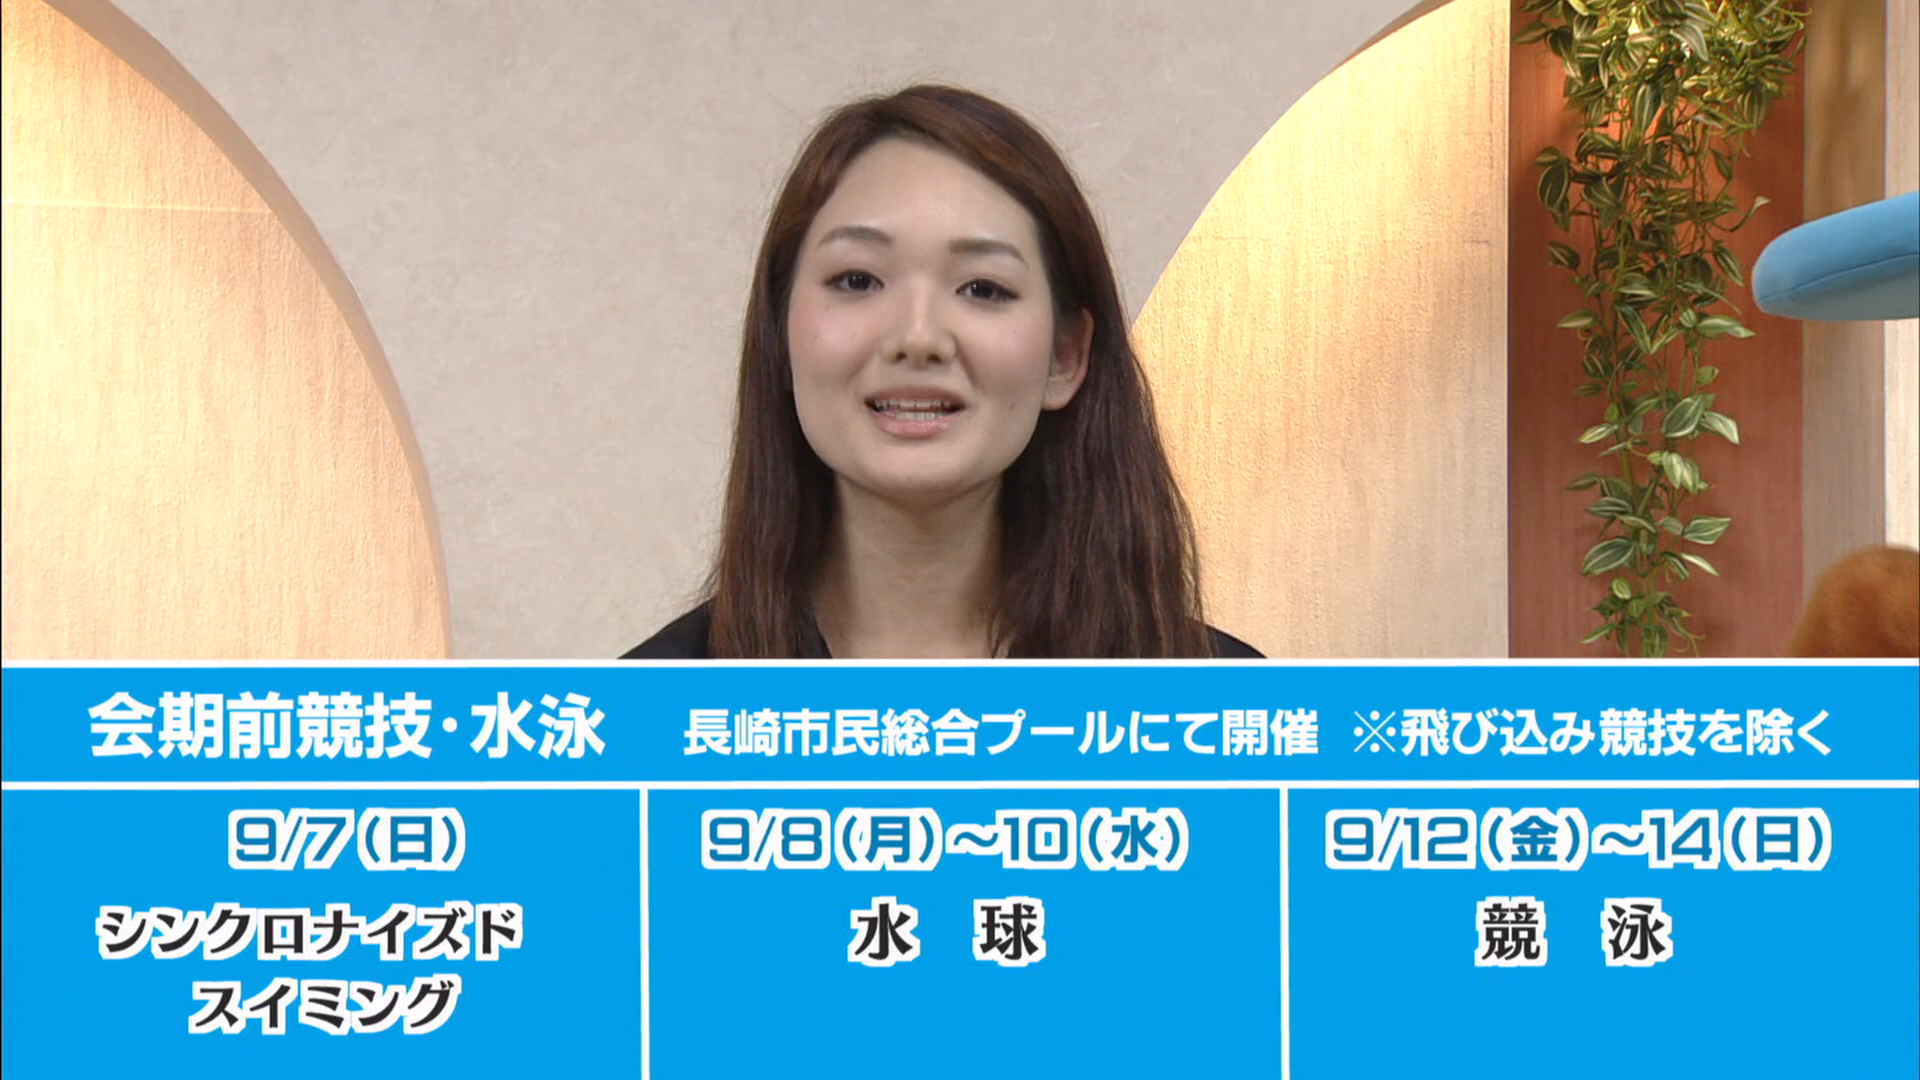 会期前競技・水泳 長崎市民総合プールにて開催 ※飛び込み競技を除く
9/7(日)
シンクロナイズド
スイミング
9/8(月)～10(水)
水 球
9/12(金)～14(日)
競 泳